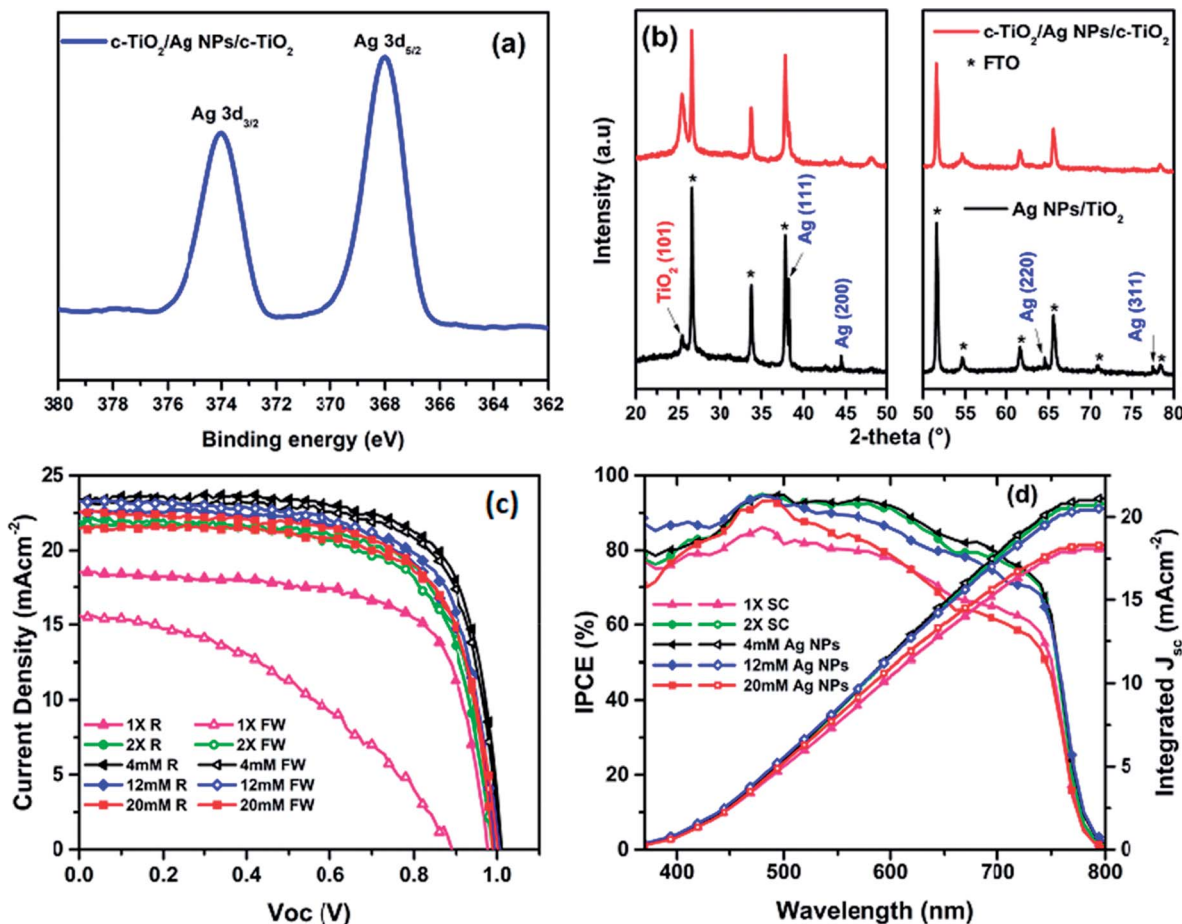 c-TiO2/Ag NPs/c-TiO2
Ag 3d5/2
(a)
Ag 3d3/2
380 378 376 374 372 370 368 366 364 362
Binding energy (eV)
(b)
c-TiO2/Ag NPs/c-TiO2
* FTO
Intensity (a.u)
TiO2 (101)
*
*
*
Ag (111)
Ag (200)
Ag NPs/TiO2
*
*
*
Ag (220)
*
*
Ag (311)
*
20 25 30 35 40 45 50
50 55 60 65 70 75 80
2-theta (°)
(c)
25
20
15
10
5
0
Current Density (mAcm-2)
1X R 1X FW
2X R 2X FW
4mM R 4mM FW
12mM R 12mM FW
20mM R 20mM FW
0.0 0.2 0.4 0.6 0.8 1.0
Voc (V)
(d)
100
80
60
40
20
0
IPCE (%)
1X SC
2X SC
4mM Ag NPs
12mM Ag NPs
20mM Ag NPs
20
15
10
5
0
Integrated Jsc (mAcm-2)
400 500 600 700 800
Wavelength (nm)